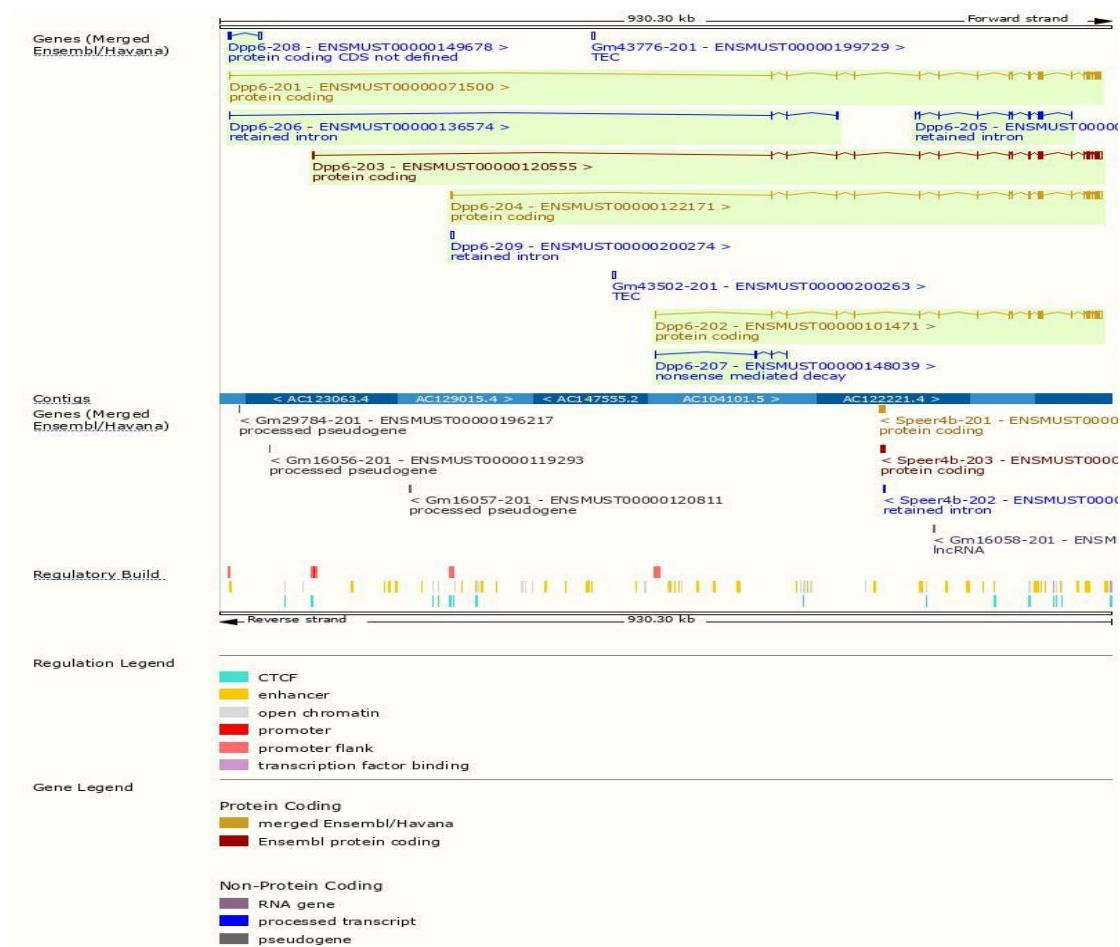 930.30 kb Forward strand
Genes (Merged
Ensembl/Havana)
Dpp6-208 - ENSMUST00000149678 > Gm43776-201 - ENSMUST00000199729 >
protein coding CDS not defined TEC
Dpp6-201 - ENSMUST00000071500 >
protein coding
Dpp6-206 - ENSMUST00000136574 > Dpp6-205 - ENSMUST0000
retained intron retained intron
Dpp6-203 - ENSMUST00000120555 >
protein coding
Dpp6-204 - ENSMUST00000122171 >
protein coding
Dpp6-209 - ENSMUST00000200274 >
retained intron
Gm43502-201 - ENSMUST00000200263 >
TEC
Dpp6-202 - ENSMUST00000101471 >
protein coding
Dpp6-207 - ENSMUST00000148039 >
nonsense mediated decay
Contigs < AC123063.4 AC129015.4 > < AC147555.2 AC104101.5 > AC122221.4 >
Genes (Merged
Ensembl/Havana)
< Gm29784-201 - ENSMUST00000196217 < Speer4b-201 - ENSMUST0000
processed pseudogene protein coding
< Gm16056-201 - ENSMUST00000119293 < Speer4b-203 - ENSMUST0000
processed pseudogene protein coding
< Gm16057-201 - ENSMUST00000120811 < Speer4b-202 - ENSMUST0000
processed pseudogene retained intron
< Gm16058-201 - ENSM
lncRNA
Regulatory Build
Reverse strand 930.30 kb
Regulation Legend
CTCF
enhancer
open chromatin
promoter
promoter flank
transcription factor binding
Gene Legend
Protein Coding
merged Ensembl/Havana
Ensembl protein coding
Non-Protein Coding
RNA gene
processed transcript
pseudogene